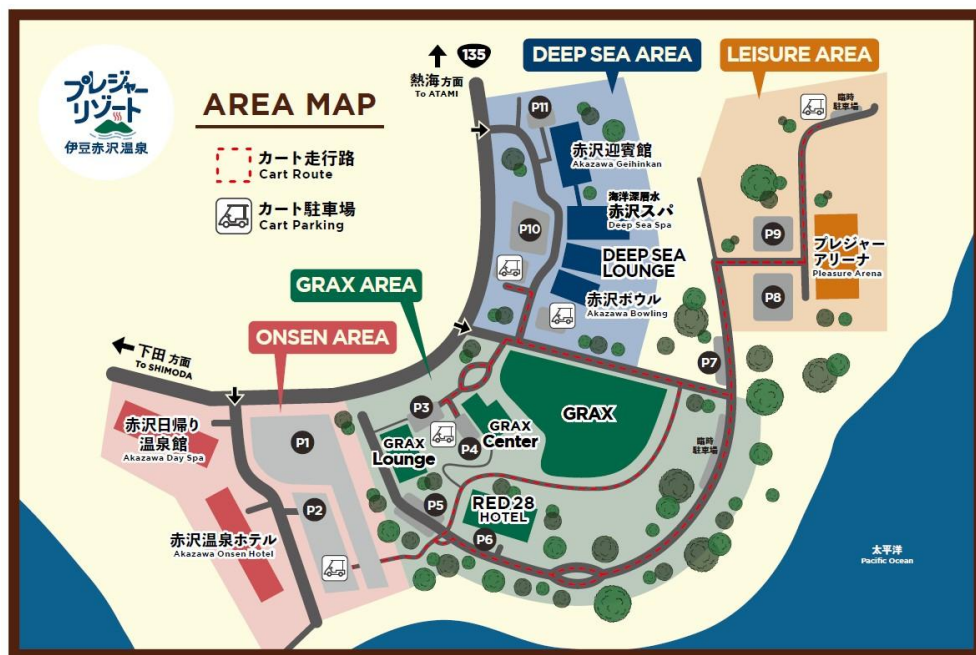 プレジャー
リゾート
伊豆赤沢温泉
AREA MAP
カート走行路
Cart Route
カート駐車場
Cart Parking
135
熱海方面
To ATAMI
DEEP SEA AREA
LEISURE AREA
P11
赤沢迎賓館
Akazawa Geihinkan
海洋深層水
赤沢スパ
Deep Sea Spa
P10
DEEP SEA
LOUNGE
赤沢ボウル
Akazawa Bowling
臨時
駐車場
P9
プレジャー
アリーナ
Pleasure Arena
P8
P7
GRAX AREA
ONSEN AREA
下田方面
To SHIMODA
赤沢日帰り
温泉館
Akazawa Day Spa
P1
P2
赤沢温泉ホテル
Akazawa Onsen Hotel
P3
GRAX
Lounge
P4
GRAX
Center
GRAX
P5
RED 28
HOTEL
P6
臨時
駐車場
太平洋
Pacific Ocean